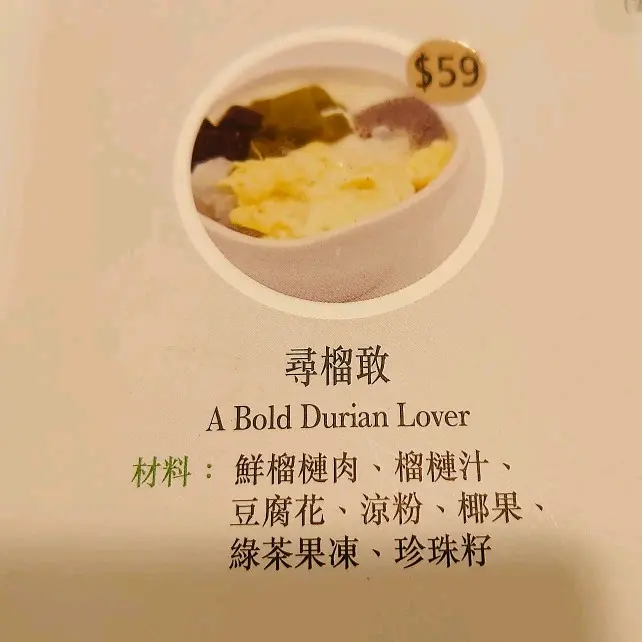 $59
尋榴敢
A Bold Durian Lover
材料：鮮榴槤肉、榴槤汁、
豆腐花、涼粉、椰果、
綠茶果凍、珍珠籽